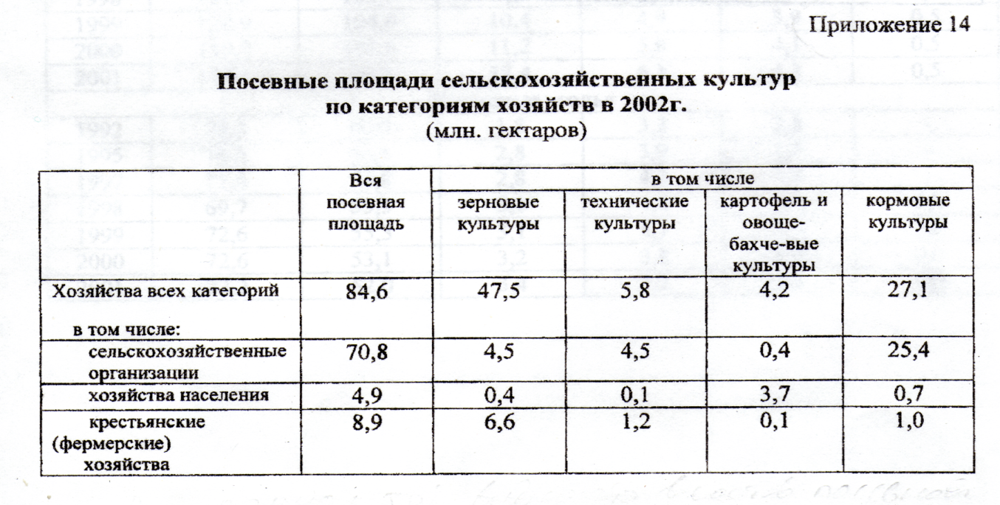 Приложение 14
Посевные площади сельскохозяйственных культур
по категориям хозяйств в 2002г.
(млн. гектаров)
Вся посевная площадь
в том числе
зерновые культуры
технические культуры
картофель и овоще-бахче-вые культуры
кормовые культуры
Хозяйства всех категорий 84,6 47,5 5,8 4,2 27,1
в том числе:
сельскохозяйственные 70,8 4,5 4,5 0,4 25,4
организации
хозяйства населения 4,9 0,4 0,1 3,7 0,7
крестьянские 8,9 6,6 1,2 0,1 1,0
(фермерские)
хозяйства